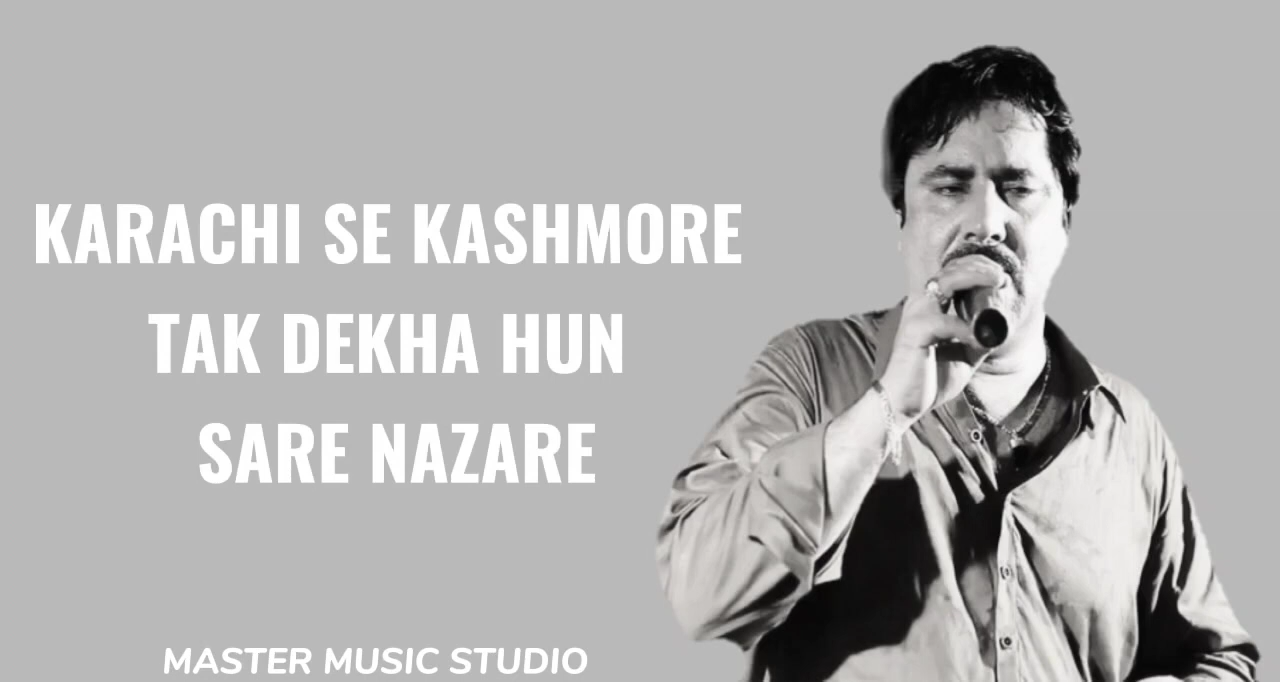 KARACHI SE KASHMORE
TAK DEKHA HUN
SARE NAZARE
MASTER MUSIC STUDIO